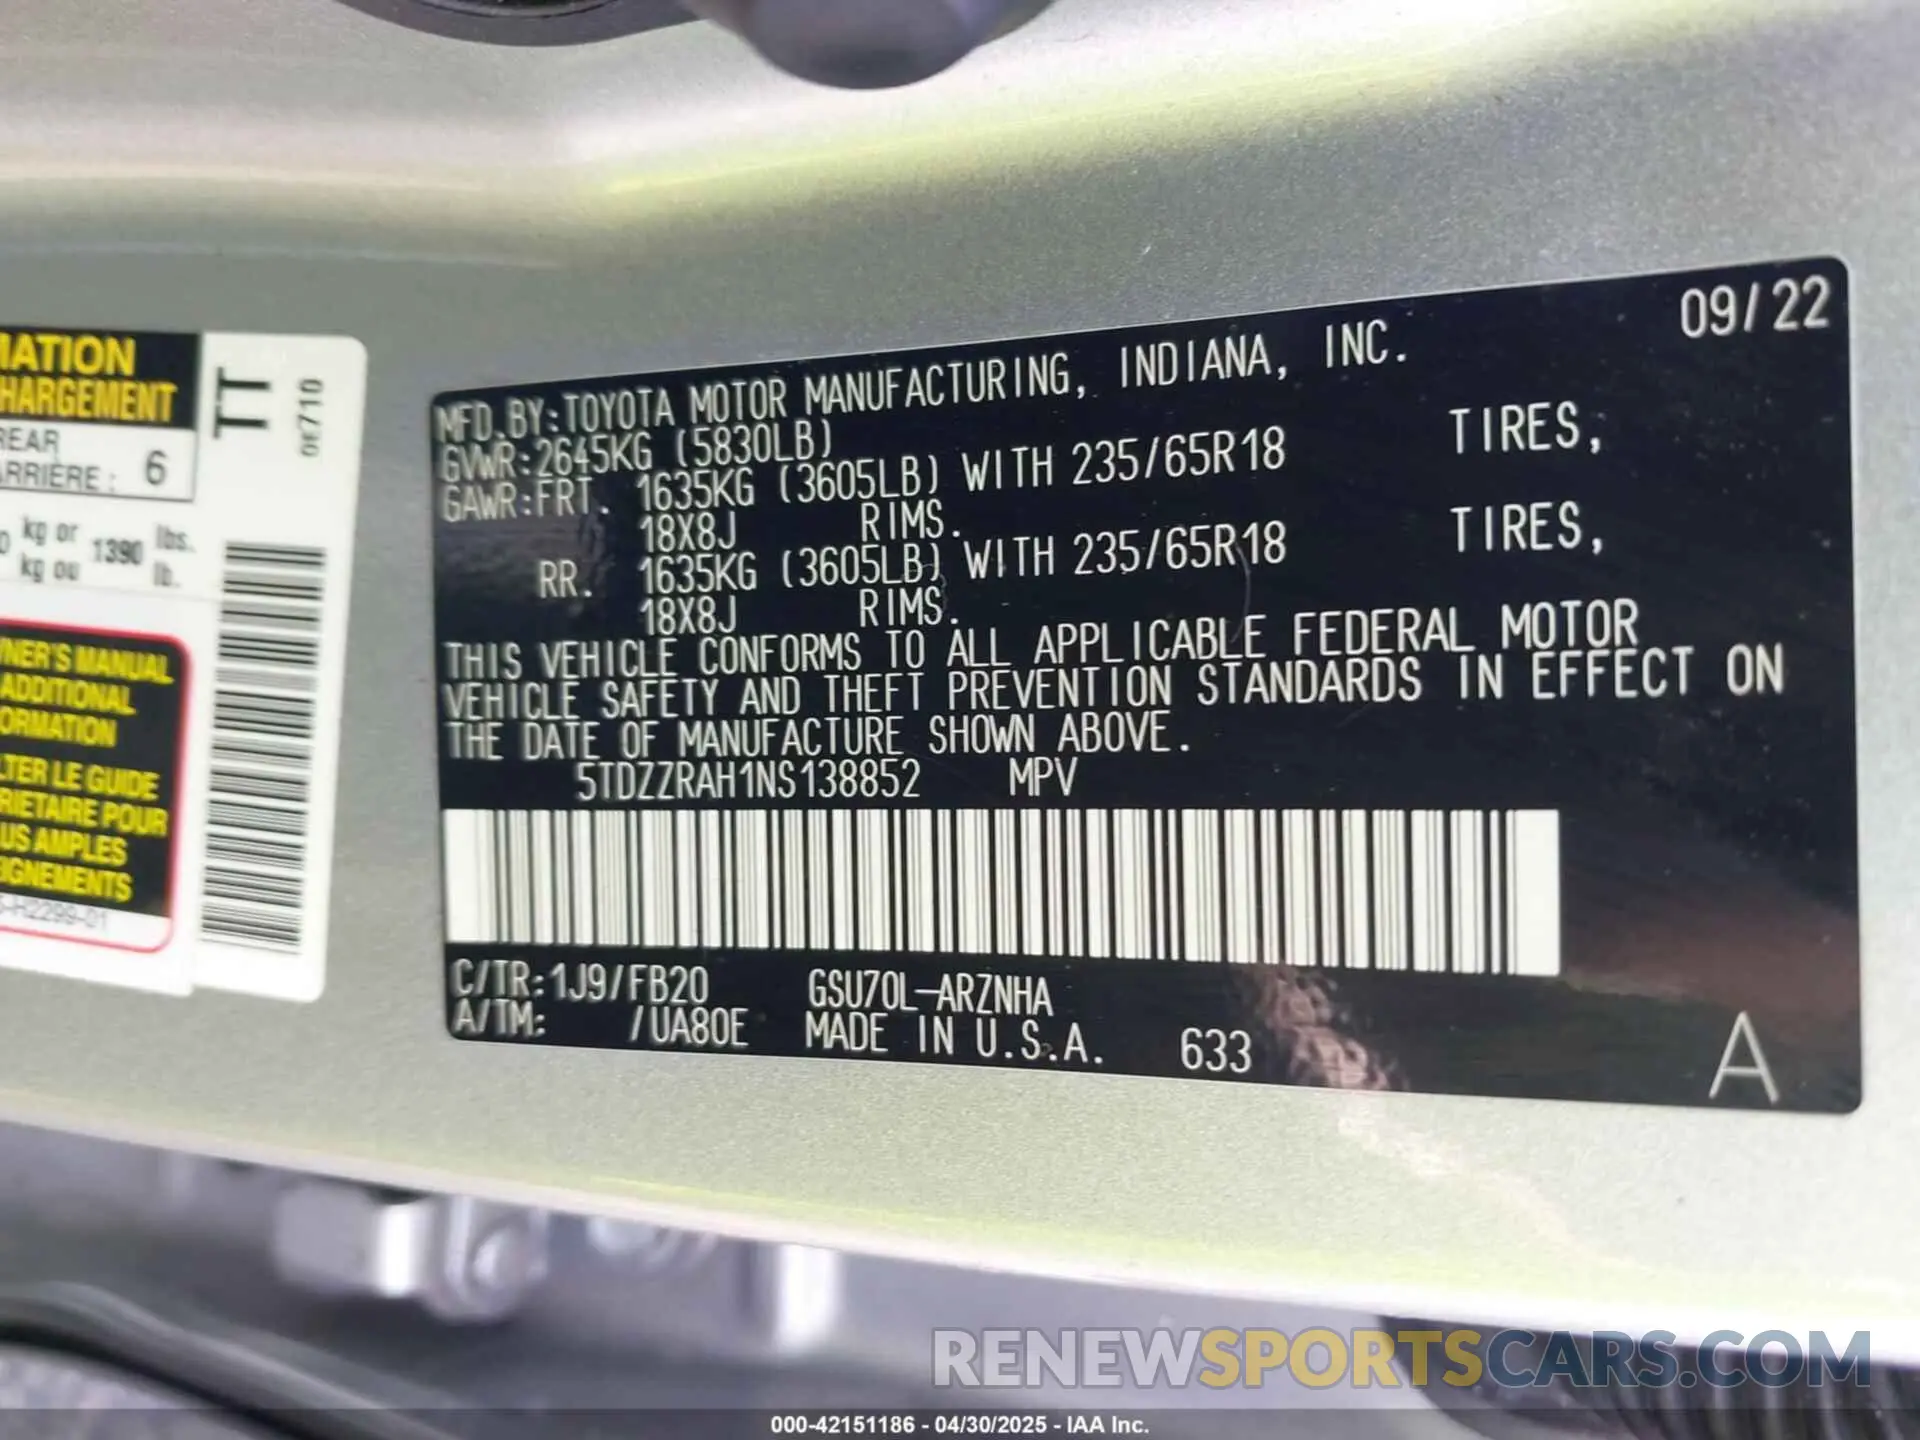 MATION
HARGEMENT
REAR
ARRIÈRE : 6
kg or 1390 lbs.
kg ou lb.
TT
0E710
NER'S MANUAL
ADDITIONAL
ORMATION
LTER LE GUIDE
RIETAIRE POUR
US AMPLES
IGNEMENTS
-H2299-01
09/22
MFD.BY:TOYOTA MOTOR MANUFACTURING, INDIANA, INC.
GVWR:2645KG (5830LB)
GAWR:FRT. 1635KG (3605LB) WITH 235/65R18 TIRES,
18X8J RIMS.
RR. 1635KG (3605LB) WITH 235/65R18 TIRES,
18X8J RIMS.
THIS VEHICLE CONFORMS TO ALL APPLICABLE FEDERAL MOTOR
VEHICLE SAFETY AND THEFT PREVENTION STANDARDS IN EFFECT ON
THE DATE OF MANUFACTURE SHOWN ABOVE.
5TDZZRAH1NS138852 MPV
C/TR:1J9/FB20 GSU70L-ARZNHA
A/TM: /UA80E MADE IN U.S.A. 633
A
RENEWSPORTSCARS.COM
000-42151186 - 04/30/2025 - IAA Inc.